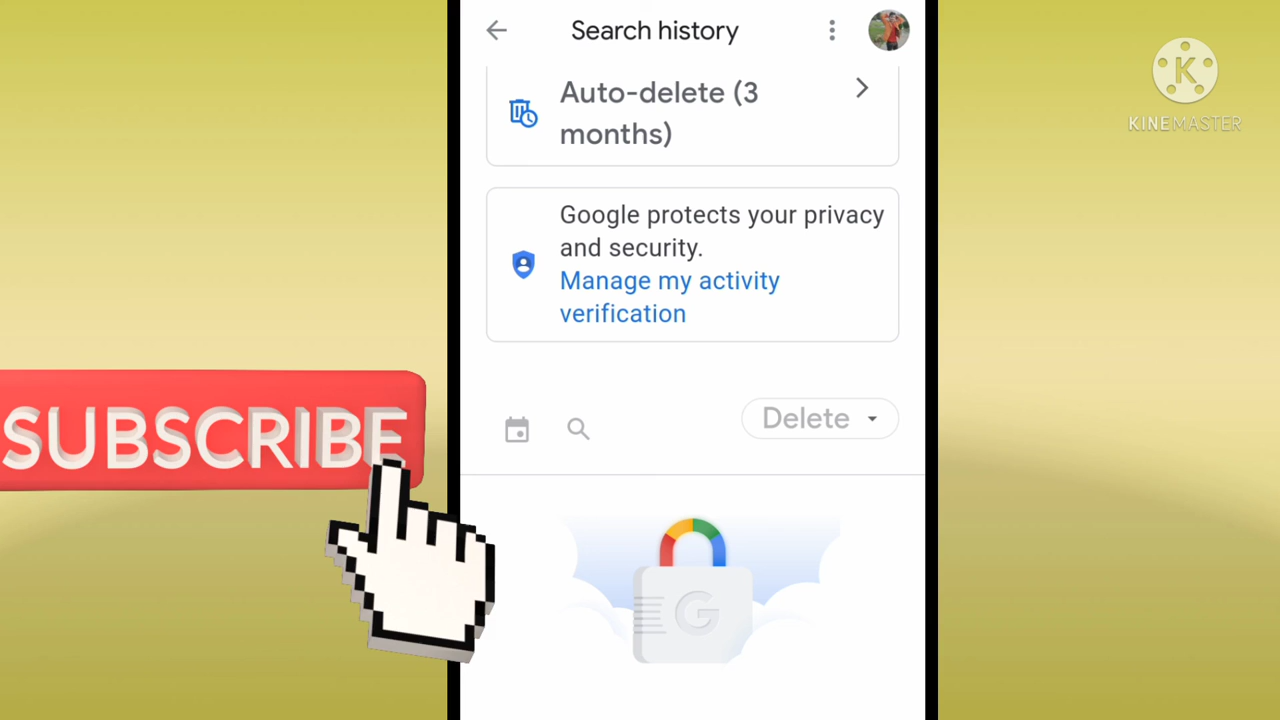 Search history
Auto-delete (3
months)
Google protects your privacy
and security.
Manage my activity
verification
Delete
G
SUBSCRIBE
K
KINEMASTER